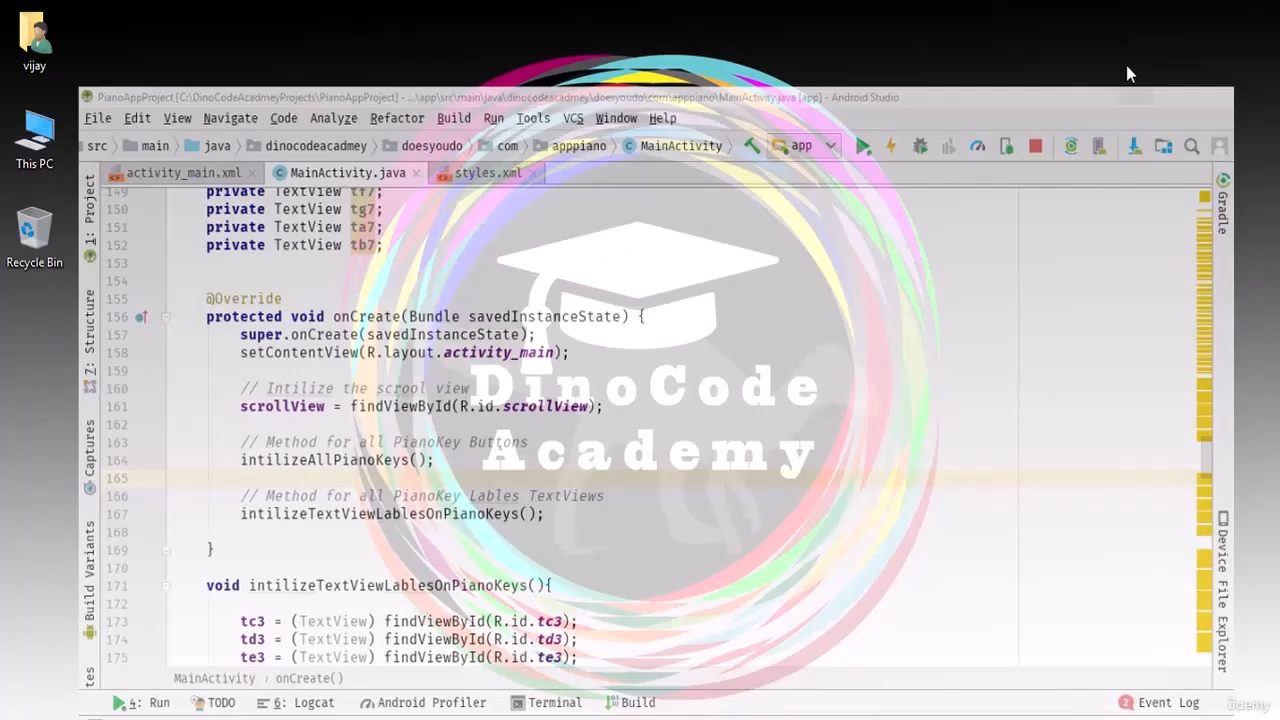 vijay
This PC
Recycle Bin
PianoAppProject [C:\DinoCodeAcadmeyProjects\PianoAppProject] - ...\app\src\main\java\dinocodeacadmey\doesyoudo\com\apppiano\MainActivity.java [app] - Android Studio
File Edit View Navigate Code Analyze Refactor Build Run Tools VCS Window Help
src main java dinocodeacadmey doesyoudo com apppiano MainActivity app
activity_main.xml MainActivity.java styles.xml
1: Project
7: Structure
Captures
Build Variants
149 private TextView tf7;
150 private TextView tg7;
151 private TextView ta7;
152 private TextView tb7;
153
154
155 @Override
156 protected void onCreate(Bundle savedInstanceState) {
157 super.onCreate(savedInstanceState);
158 setContentView(R.layout.activity_main);
159
160 // Intilize the scrool view
161 scrollView = findViewById(R.id.scrollView);
162
163 // Method for all PianoKey Buttons
164 intilizeAllPianoKeys();
165
166 // Method for all PianoKey Lables TextViews
167 intilizeTextViewLablesOnPianoKeys();
168
169 }
170
171 void intilizeTextViewLablesOnPianoKeys(){
172
173 tc3 = (TextView) findViewById(R.id.tc3);
174 td3 = (TextView) findViewById(R.id.td3);
175 te3 = (TextView) findViewById(R.id.te3);
DinoCode
Academy
Gradle
Device File Explorer
MainActivity › onCreate()
4: Run TODO 6: Logcat Android Profiler Terminal Build 2 Event Log
ûdemy